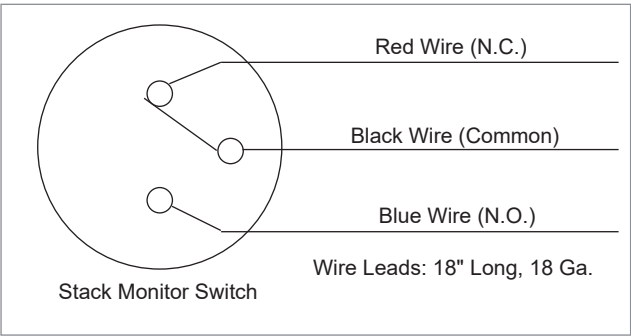 Red Wire (N.C.)
Black Wire (Common)
Blue Wire (N.O.)
Wire Leads: 18" Long, 18 Ga.
Stack Monitor Switch